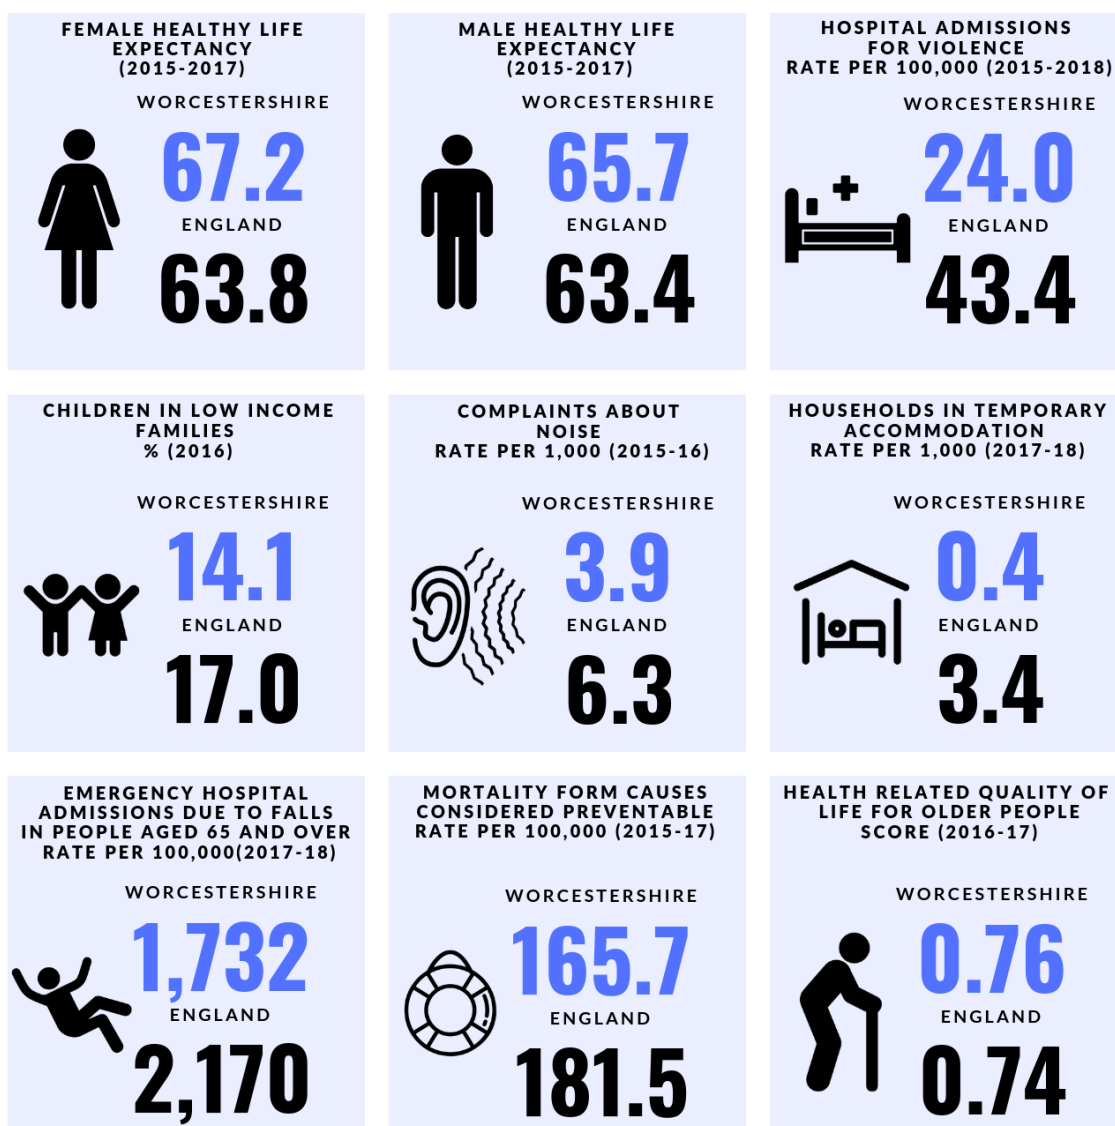 FEMALE HEALTHY LIFE
EXPECTANCY
(2015-2017)
WORCESTERSHIRE
67.2
ENGLAND
63.8
MALE HEALTHY LIFE
EXPECTANCY
(2015-2017)
WORCESTERSHIRE
65.7
ENGLAND
63.4
HOSPITAL ADMISSIONS
FOR VIOLENCE
RATE PER 100,000 (2015-2018)
WORCESTERSHIRE
24.0
ENGLAND
43.4
CHILDREN IN LOW INCOME
FAMILIES
% (2016)
WORCESTERSHIRE
14.1
ENGLAND
17.0
COMPLAINTS ABOUT
NOISE
RATE PER 1,000 (2015-16)
WORCESTERSHIRE
3.9
ENGLAND
6.3
HOUSEHOLDS IN TEMPORARY
ACCOMMODATION
RATE PER 1,000 (2017-18)
WORCESTERSHIRE
0.4
ENGLAND
3.4
EMERGENCY HOSPITAL
ADMISSIONS DUE TO FALLS
IN PEOPLE AGED 65 AND OVER
RATE PER 100,000(2017-18)
WORCESTERSHIRE
1,732
ENGLAND
2,170
MORTALITY FORM CAUSES
CONSIDERED PREVENTABLE
RATE PER 100,000 (2015-17)
WORCESTERSHIRE
165.7
ENGLAND
181.5
HEALTH RELATED QUALITY OF
LIFE FOR OLDER PEOPLE
SCORE (2016-17)
WORCESTERSHIRE
0.76
ENGLAND
0.74